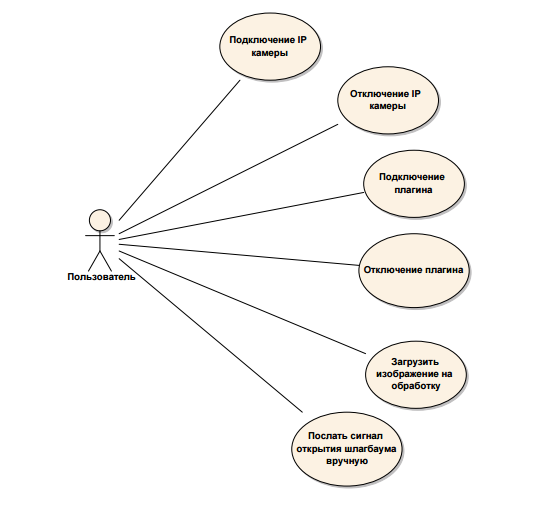 Подключение IP
камеры
Отключение IP
камеры
Подключение
плагина
Пользователь
Отключение плагина
Загрузить
изображение на
обработку
Послать сигнал
открытия шлагбаума
вручную